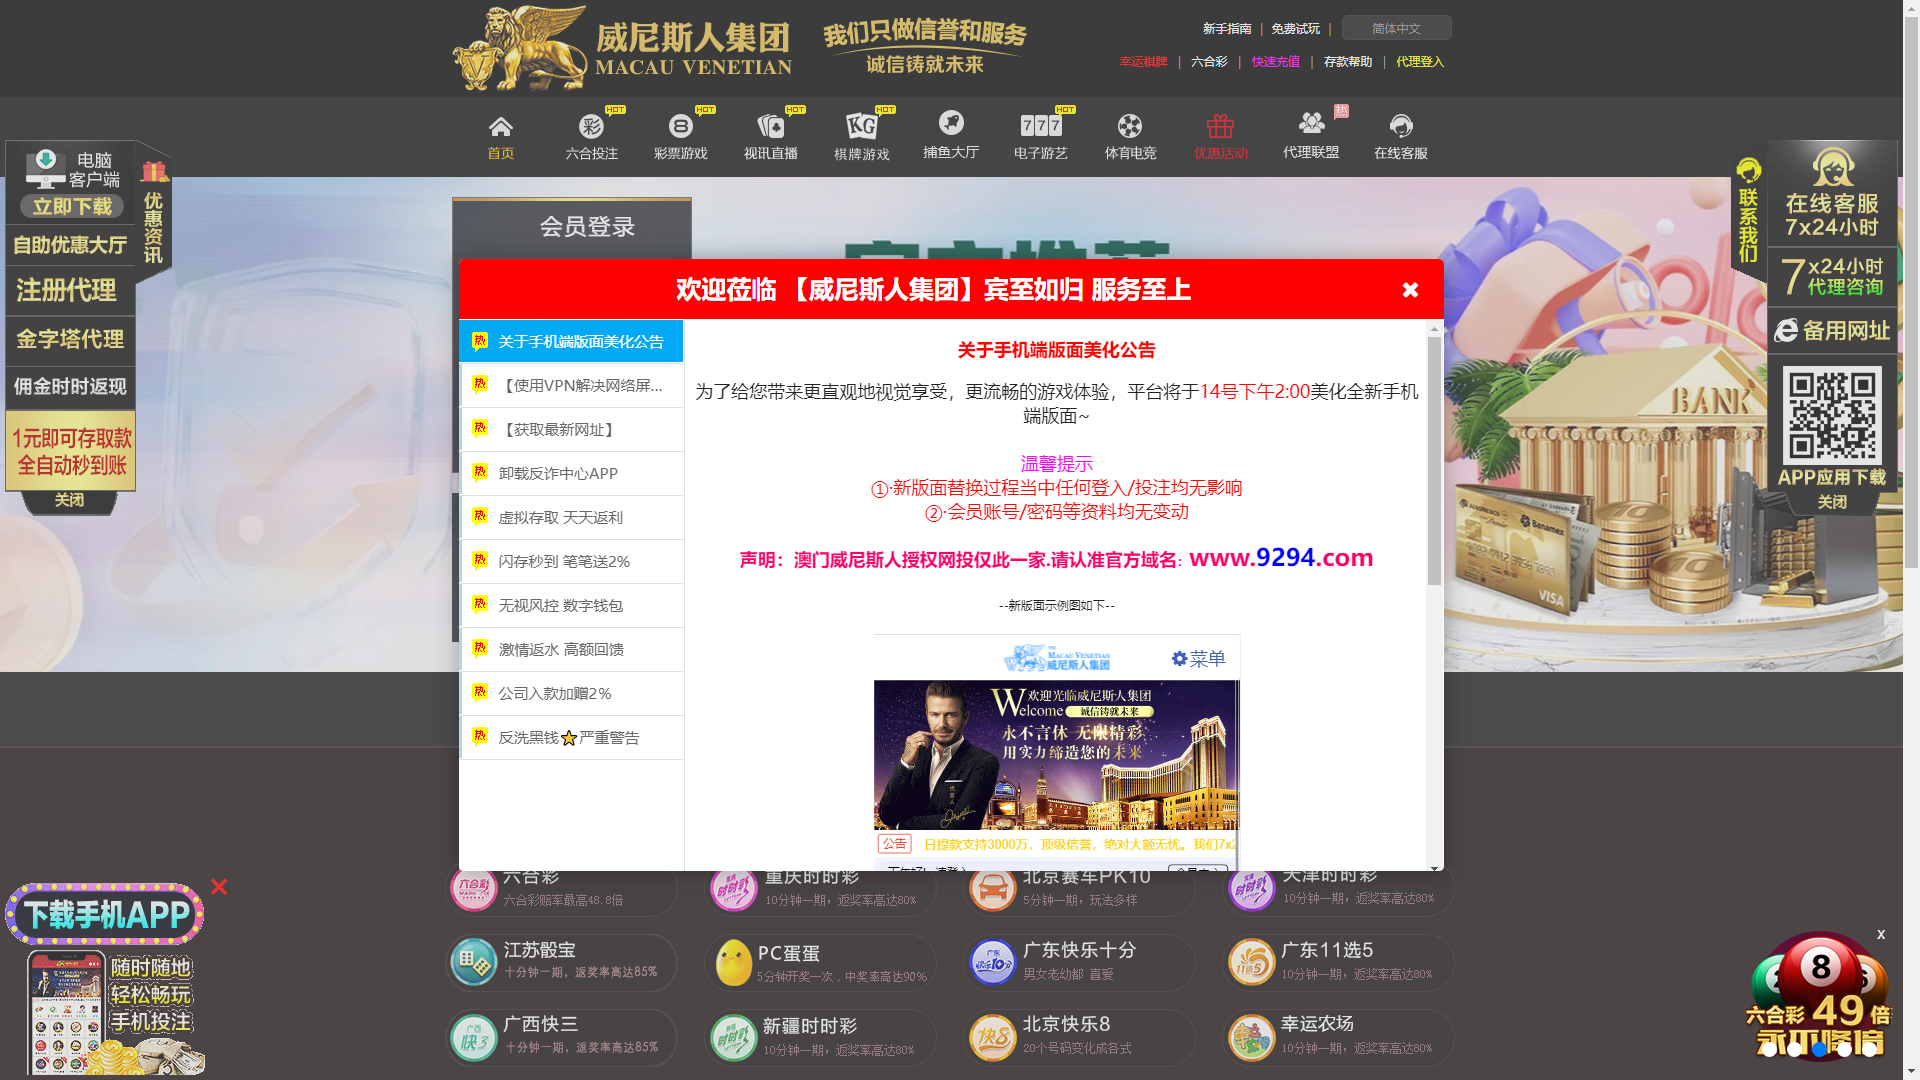 威尼斯人集团
MACAU VENETIAN
我们只做信誉和服务
诚信铸就未来
新手指南 | 免费试玩 | 简体中文
幸运棋牌 | 六合彩 | 快速充值 | 存款帮助 | 代理登入
HOT HOT HOT HOT HOT 热
首页 六合投注 彩票游戏 视讯直播 棋牌游戏 捕鱼大厅 电子游艺 体育电竞 优惠活动 代理联盟 在线客服
电脑
客户端
立即下载
自助优惠大厅
注册代理
金字塔代理
佣金时时返现
1元即可存取款
全自动秒到账
关闭
优惠资讯
会员登录
联系我们
在线客服
7x24小时
7x24小时
代理咨询
备用网址
APP应用下载
关闭
BANK
Banamex
VISA
欢迎莅临 【威尼斯人集团】宾至如归 服务至上
热 关于手机端版面美化公告
热 【使用VPN解决网络屏...
热 【获取最新网址】
热 卸载反诈中心APP
热 虚拟存取 天天返利
热 闪存秒到 笔笔送2%
热 无视风控 数字钱包
热 激情返水 高额回馈
热 公司入款加赠2%
热 反洗黑钱⭐严重警告
关于手机端版面美化公告
为了给您带来更直观地视觉享受，更流畅的游戏体验，平台将于14号下午2:00美化全新手机
端版面~
温馨提示
①·新版面替换过程当中任何登入/投注均无影响
②·会员账号/密码等资料均无变动
声明：澳门威尼斯人授权网投仅此一家.请认准官方域名: www.9294.com
--新版面示例图如下--
MACAU VENETIAN
威尼斯人集团
菜单
Welcome
欢迎光临威尼斯人集团
诚信铸就未来
永不言休 无限精彩
用实力缔造您的未来
代言人
公告 日提款支持3000万，顶级信誉，绝对大额无忧。我们7x2
六合彩
六合彩赔率最高48.8倍
重庆时时彩
10分钟一期，返奖率高达80%
北京赛车PK10
5分钟一期，玩法多样
天津时时彩
10分钟一期，返奖率高达80%
江苏骰宝
十分钟一期，返奖率高达85%
PC蛋蛋
5分钟开奖一次，中奖率高达90%
广东快乐十分
男女老幼都 喜爱
广东11选5
10分钟一期，返奖率高达80%
广西快三
十分钟一期，返奖率高达85%
新疆时时彩
10分钟一期，返奖率高达80%
北京快乐8
20个号码变化成各式
幸运农场
10分钟一期，返奖率高达80%
下载手机APP
随时随地
轻松畅玩
手机投注
x
8
六合彩 49 倍
永不降倍